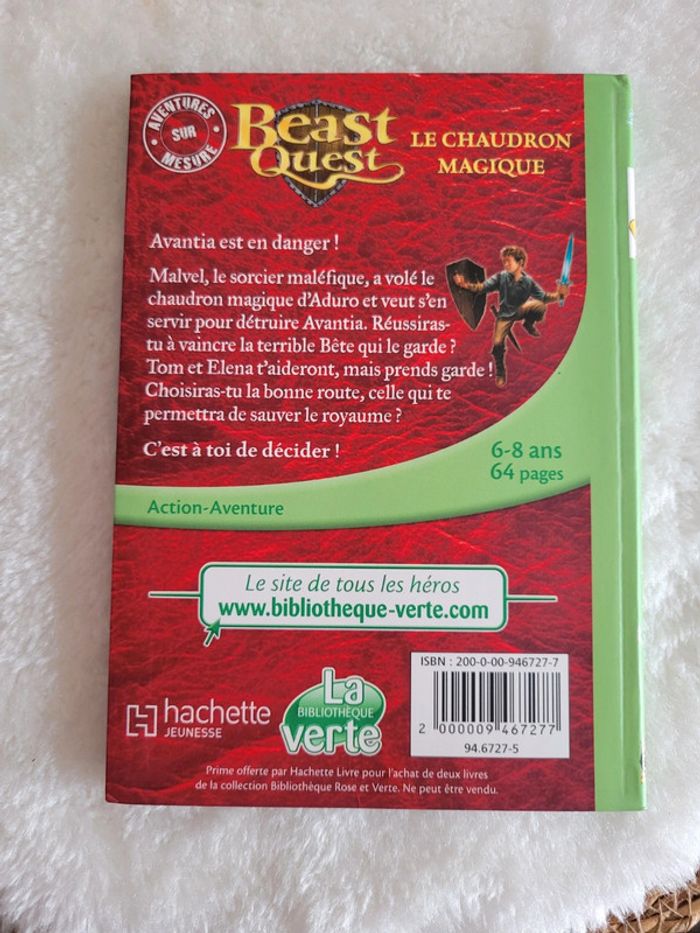 AVENTURES
SUR
MESURE
Beast
Quest
LE CHAUDRON
MAGIQUE
Avantia est en danger !
Malvel, le sorcier maléfique, a volé le
chaudron magique d'Aduro et veut s'en
servir pour détruire Avantia. Réussiras-
tu à vaincre la terrible Bête qui le garde ?
Tom et Elena t'aideront, mais prends garde !
Choisiras-tu la bonne route, celle qui te
permettra de sauver le royaume ?
C'est à toi de décider !
6-8 ans
64 pages
Action-Aventure
Le site de tous les héros
www.bibliotheque-verte.com
ISBN : 200-0-00-946727-7
2 000009 467277
94.6727-5
hachette
JEUNESSE
La
BIBLIOTHÈQUE
verte
Prime offerte par Hachette Livre pour l'achat de deux livres
de la collection Bibliothèque Rose et Verte. Ne peut être vendu.